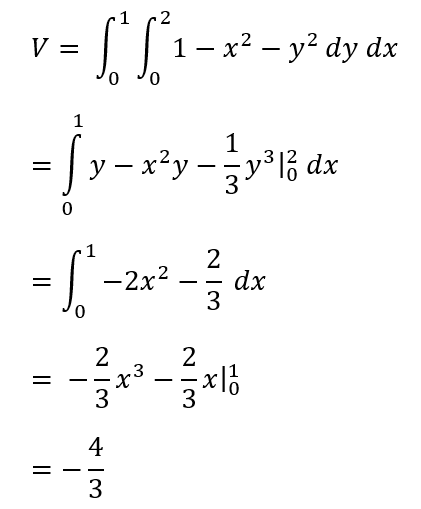 V = ∫₀¹ ∫₀² 1 − x² − y² dy dx
= ∫₀¹ y − x²y − 1/3 y³|₀² dx
= ∫₀¹ −2x² − 2/3 dx
= −2/3 x³ − 2/3 x|₀¹
= −4/3